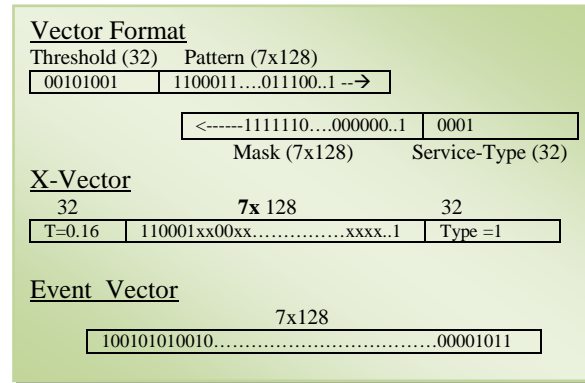 Vector Format
Threshold (32) Pattern (7x128)
00101001 1100011….011100..1 --→
<------1111110….000000..1 0001
Mask (7x128) Service-Type (32)
X-Vector
32 7x 128 32
T=0.16 110001xx00xx……………xxxx..1 Type =1
Event Vector
7x128
100101010010……………………………….00001011